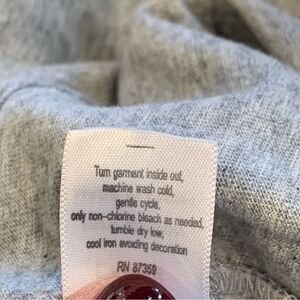 Turn garment inside out,
machine wash cold,
gentle cycle,
only non-chlorine bleach as needed,
tumble dry low,
cool iron avoiding decoration
RN 87359